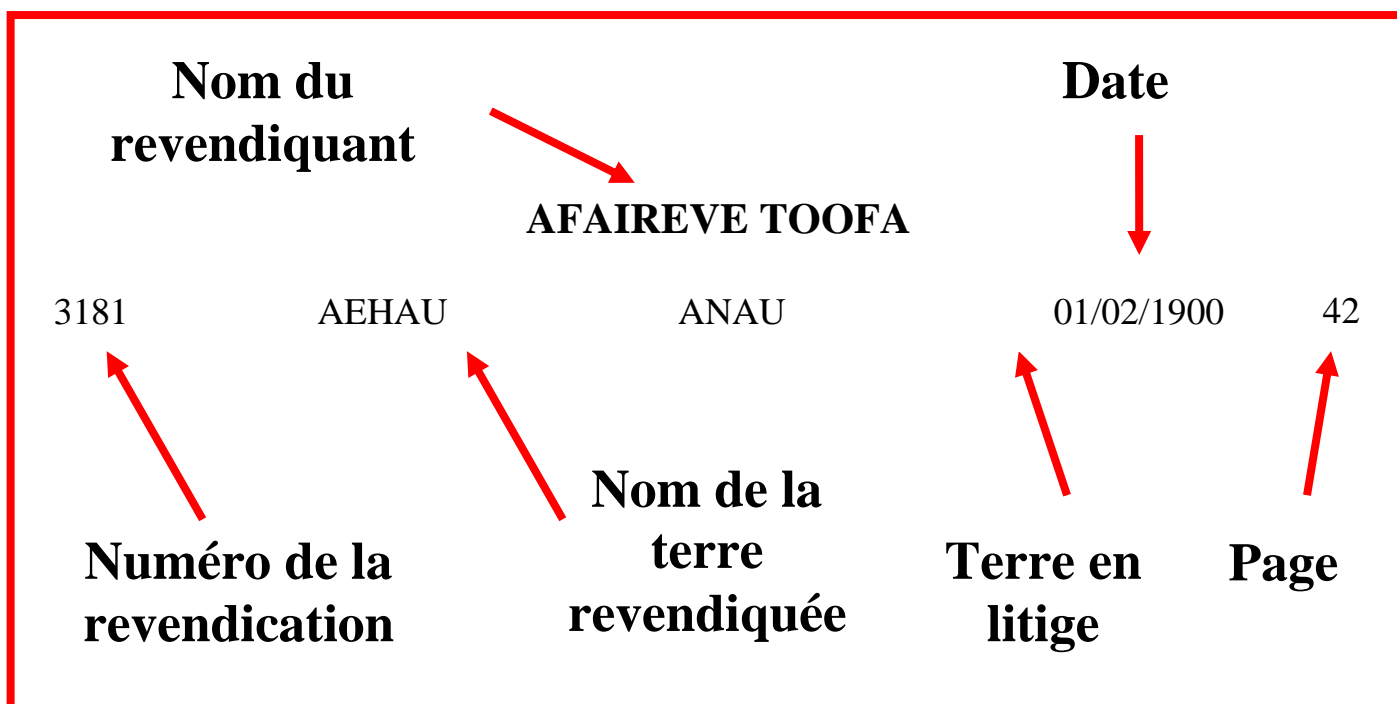 Nom du
revendiquant
Date
AFAIREVE TOOFA
3181 AEHAU ANAU 01/02/1900 42
Numéro de la
revendication
Nom de la
terre
revendiquée
Terre en
litige
Page